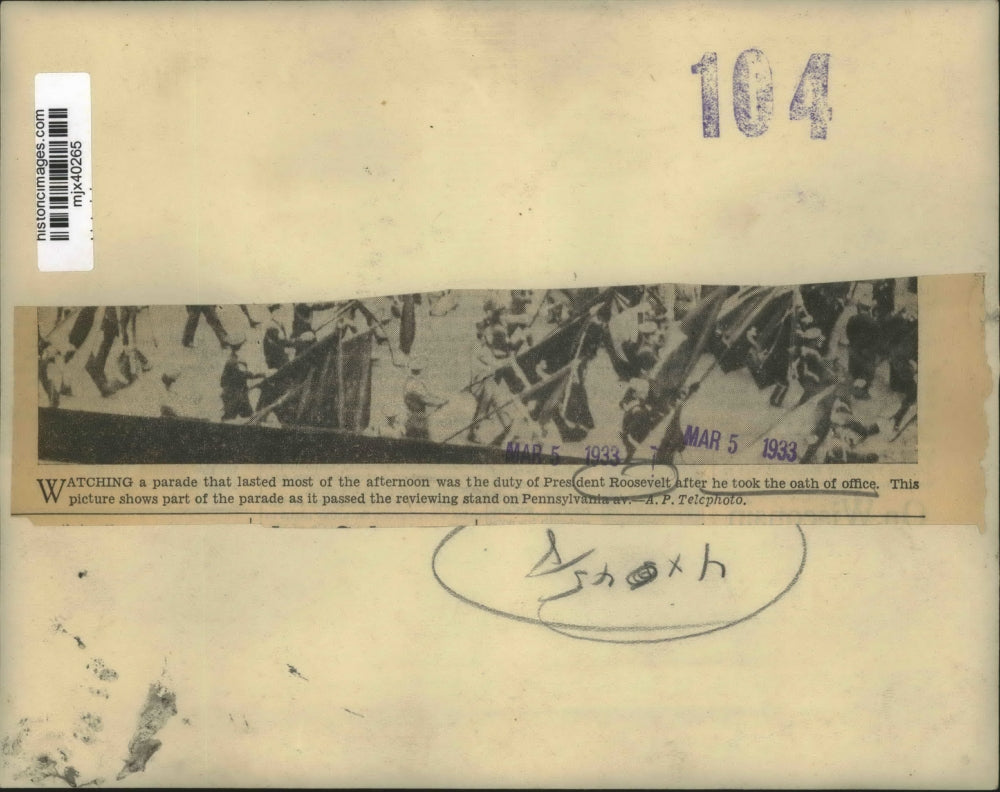 historicimages.com
mjx40265
104
MAR 5 1933
MAR 5 1933
WATCHING a parade that lasted most of the afternoon was the duty of President Roosevelt after he took the oath of office. This
picture shows part of the parade as it passed the reviewing stand on Pennsylvania av.—A. P. Telephoto.